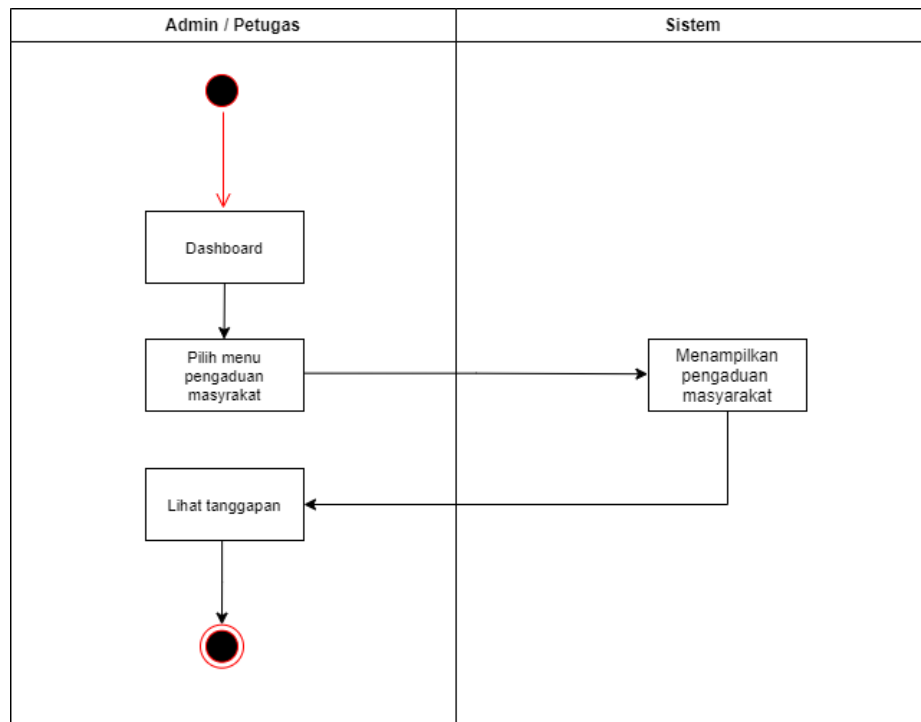 Admin / Petugas
Sistem
Dashboard
Pilih menu
pengaduan
masyrakat
Menampilkan
pengaduan
masyarakat
Lihat tanggapan